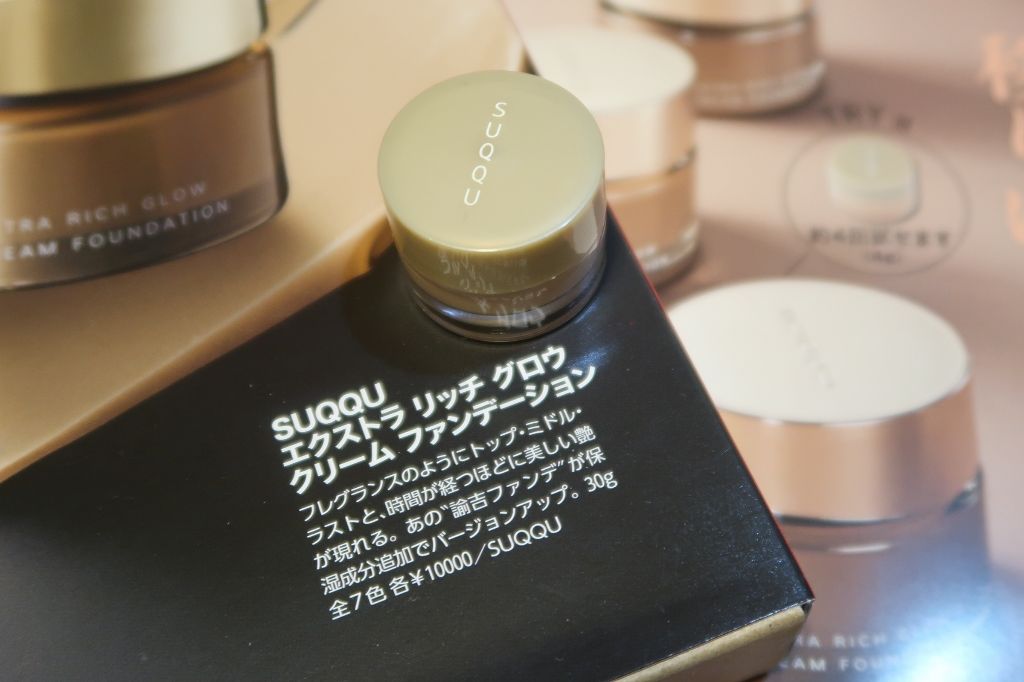 TRA RICH GLOW
EAM FOUNDATION
SUQQU
SUQQU
エクストラ リッチ グロウ
クリーム ファンデーション
フレグランスのようにトップ・ミドル・
ラストと、時間が経つほどに美しい艶
が現れる。あの〝諭吉ファンデ〟が保
湿成分追加でバージョンアップ。30g
全7色 各¥10000/SUQQU
RA RICH
EAM FOUN